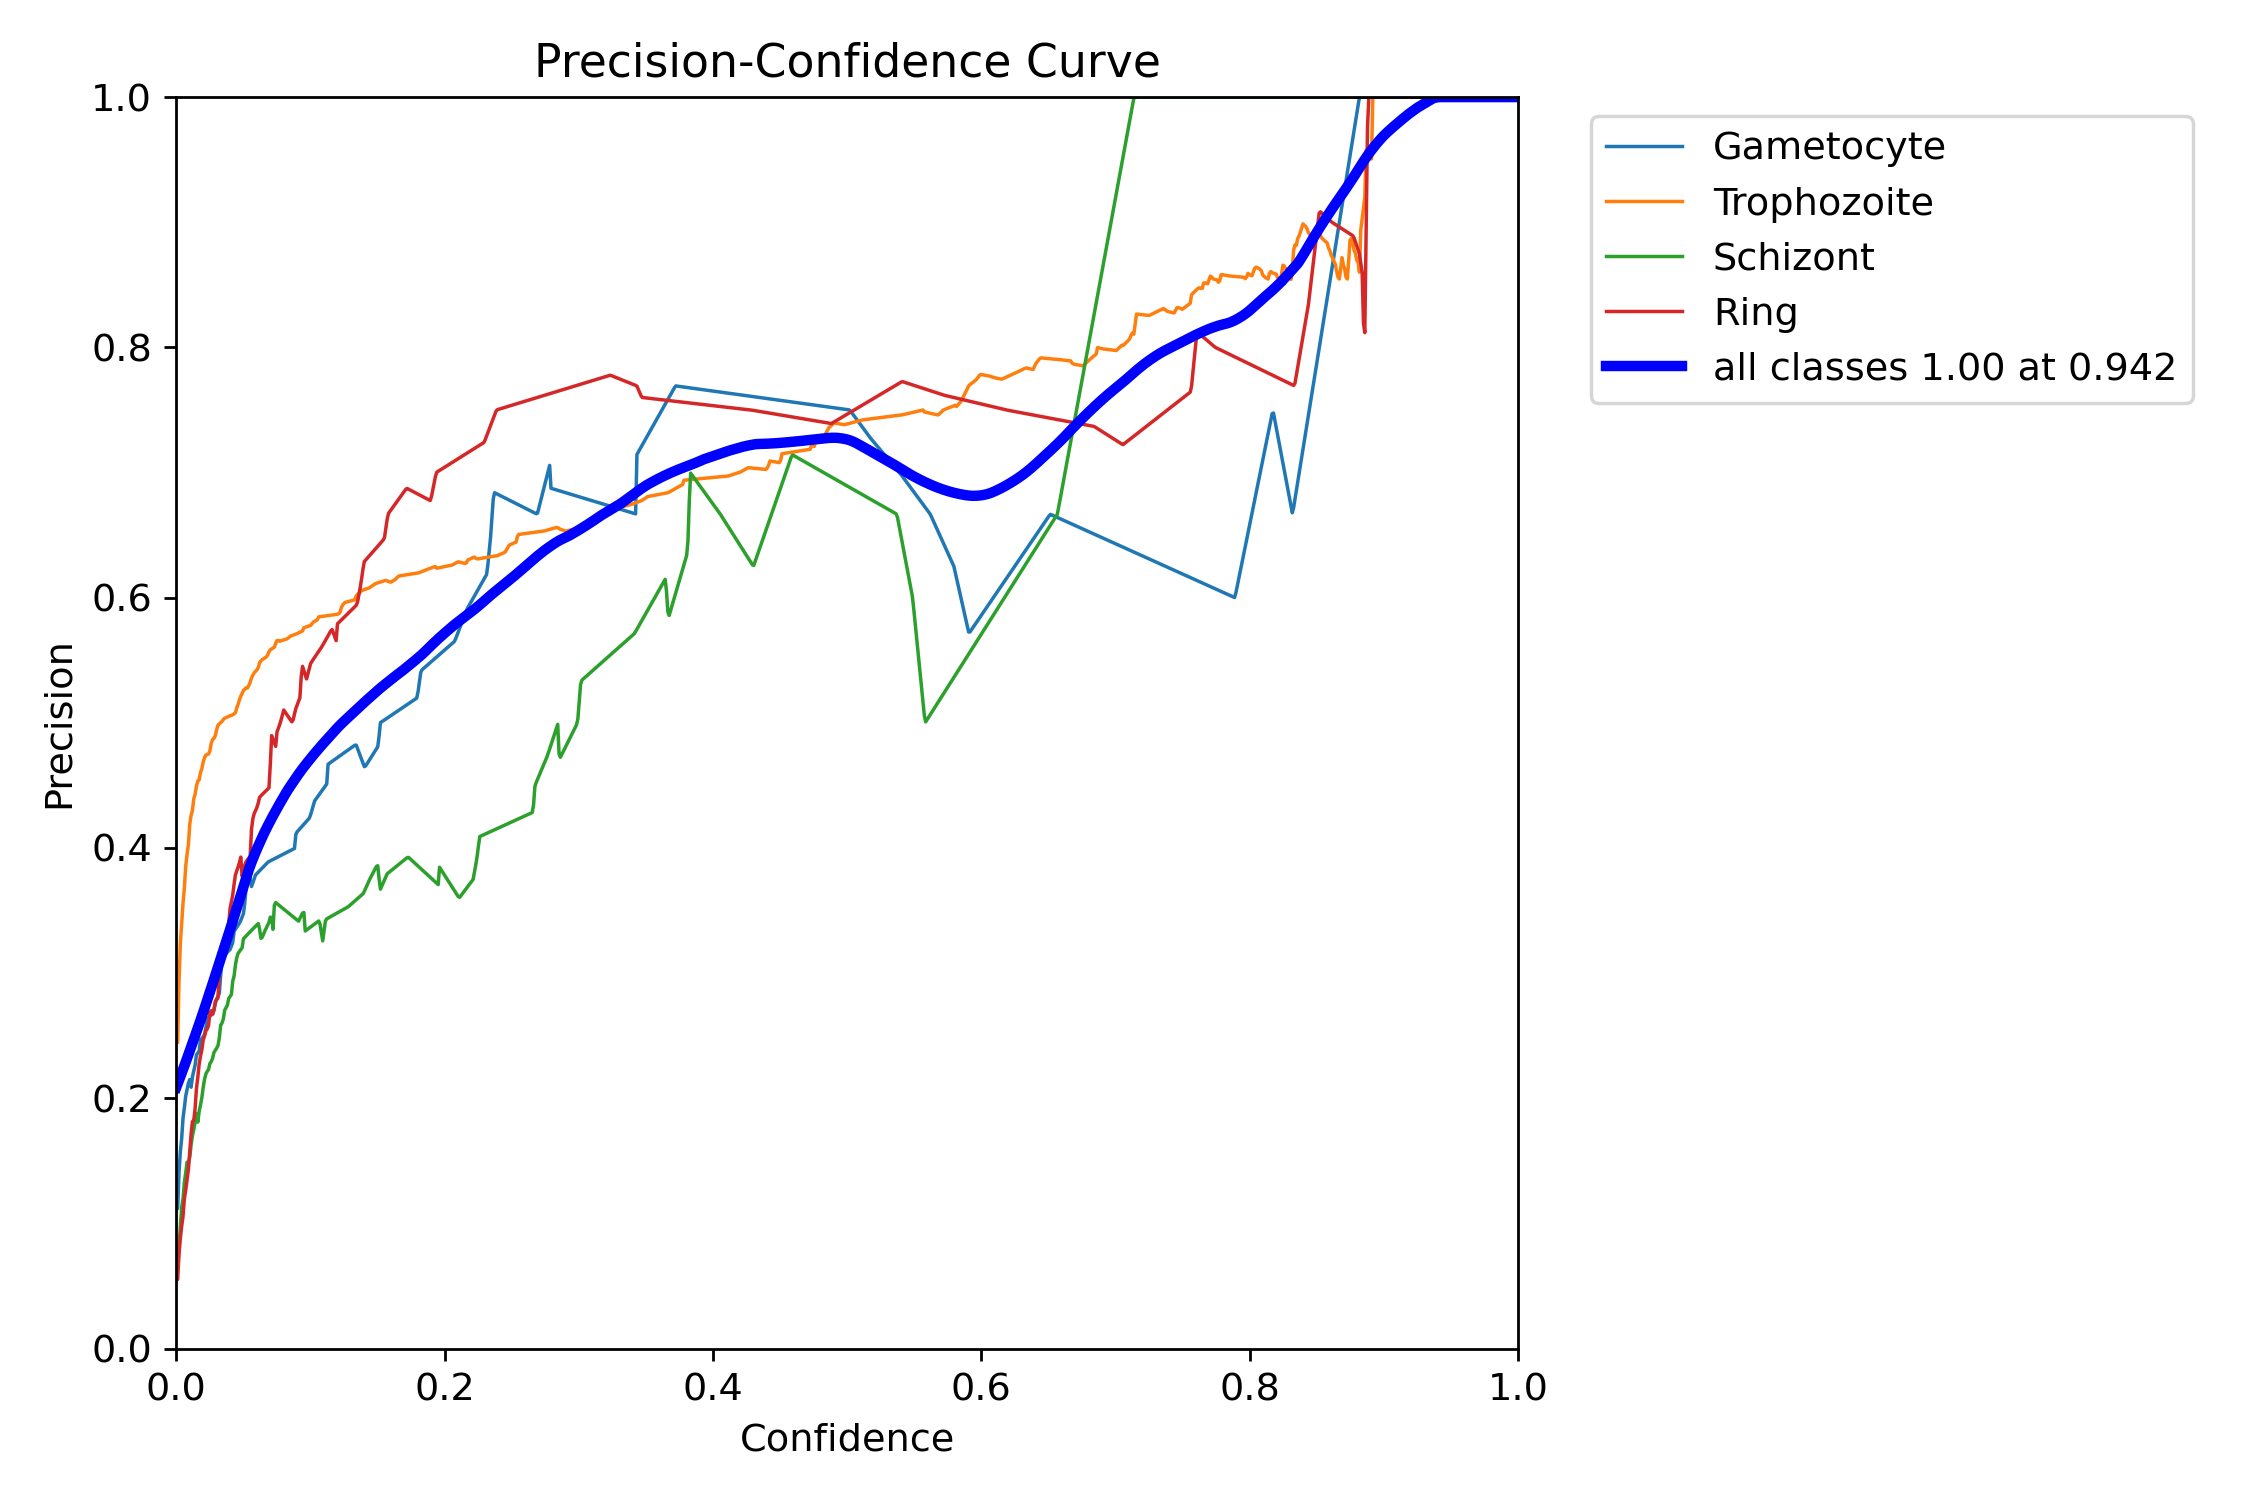 Precision-Confidence Curve
1.0
0.8
0.6
0.4
0.2
0.0
Precision
0.0 0.2 0.4 0.6 0.8 1.0
Confidence
Gametocyte
Trophozoite
Schizont
Ring
all classes 1.00 at 0.942